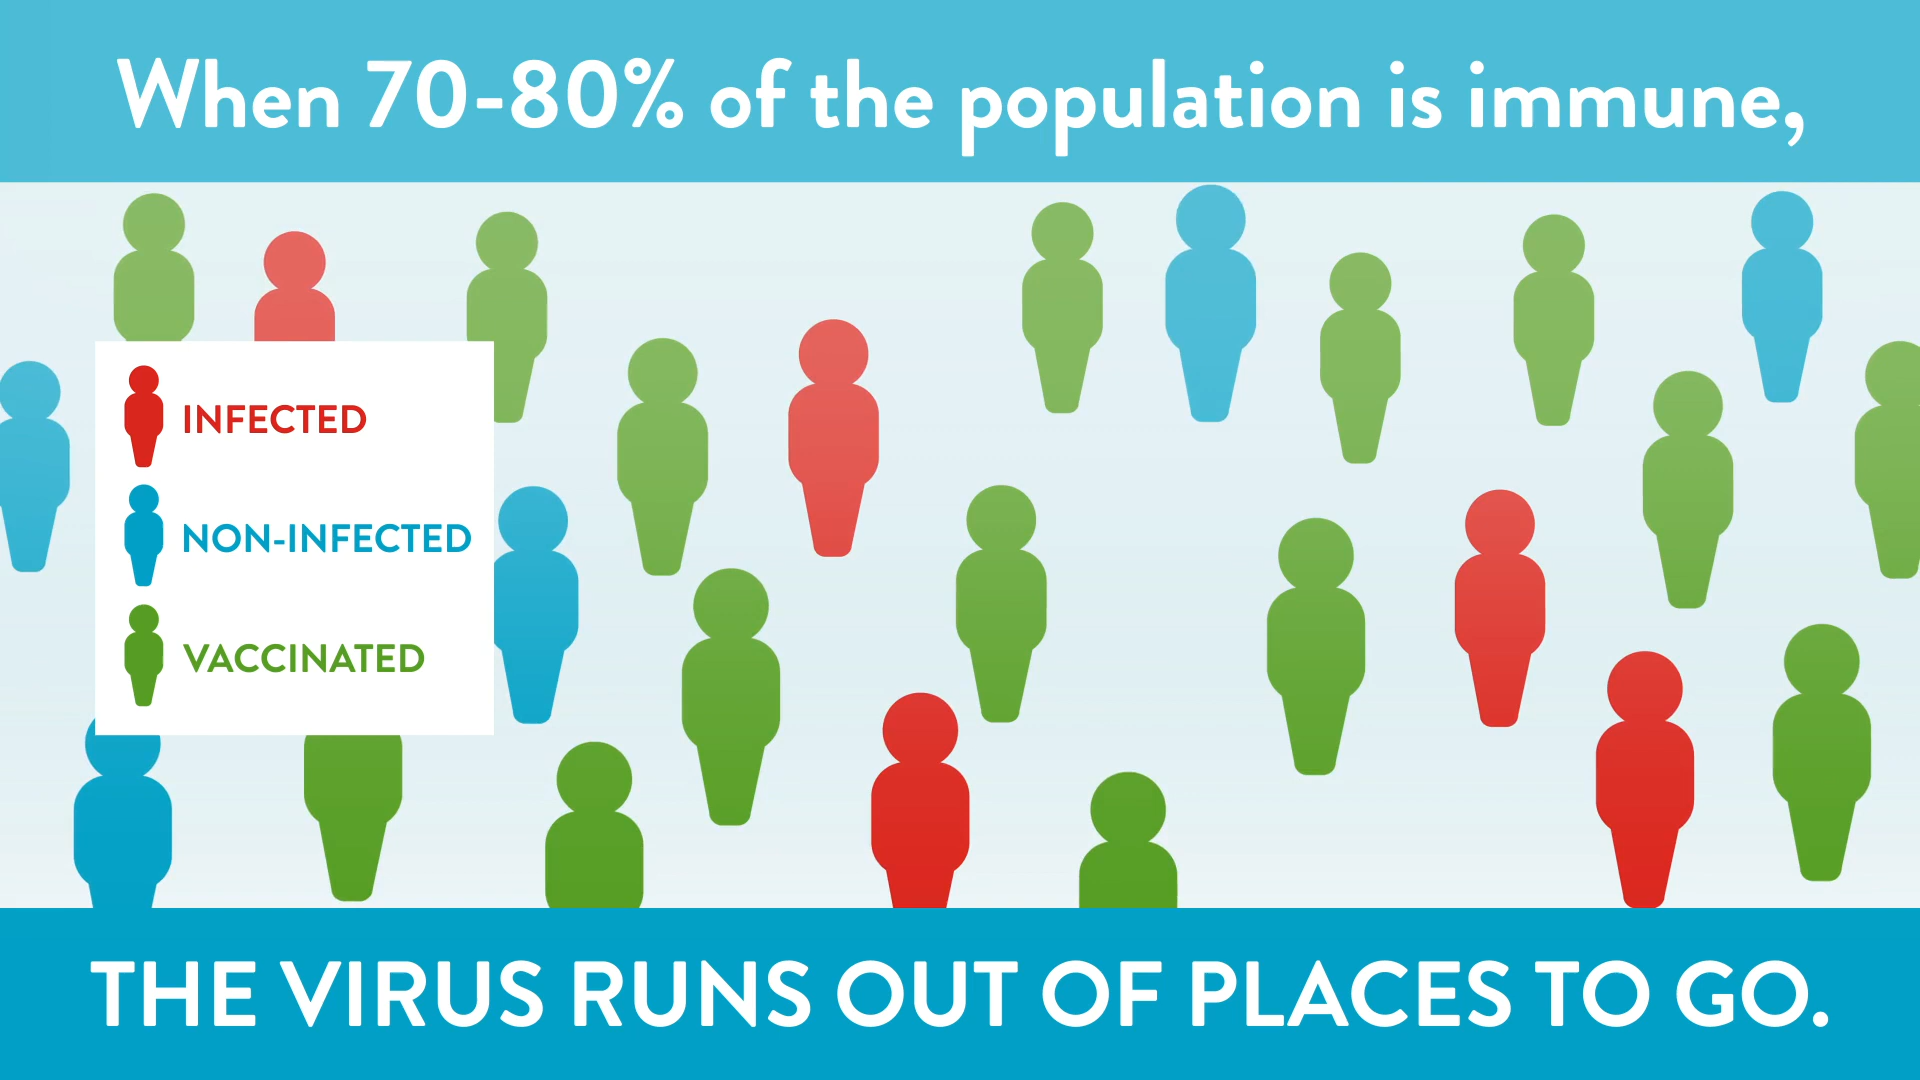 When 70-80% of the population is immune,
INFECTED
NON-INFECTED
VACCINATED
THE VIRUS RUNS OUT OF PLACES TO GO.